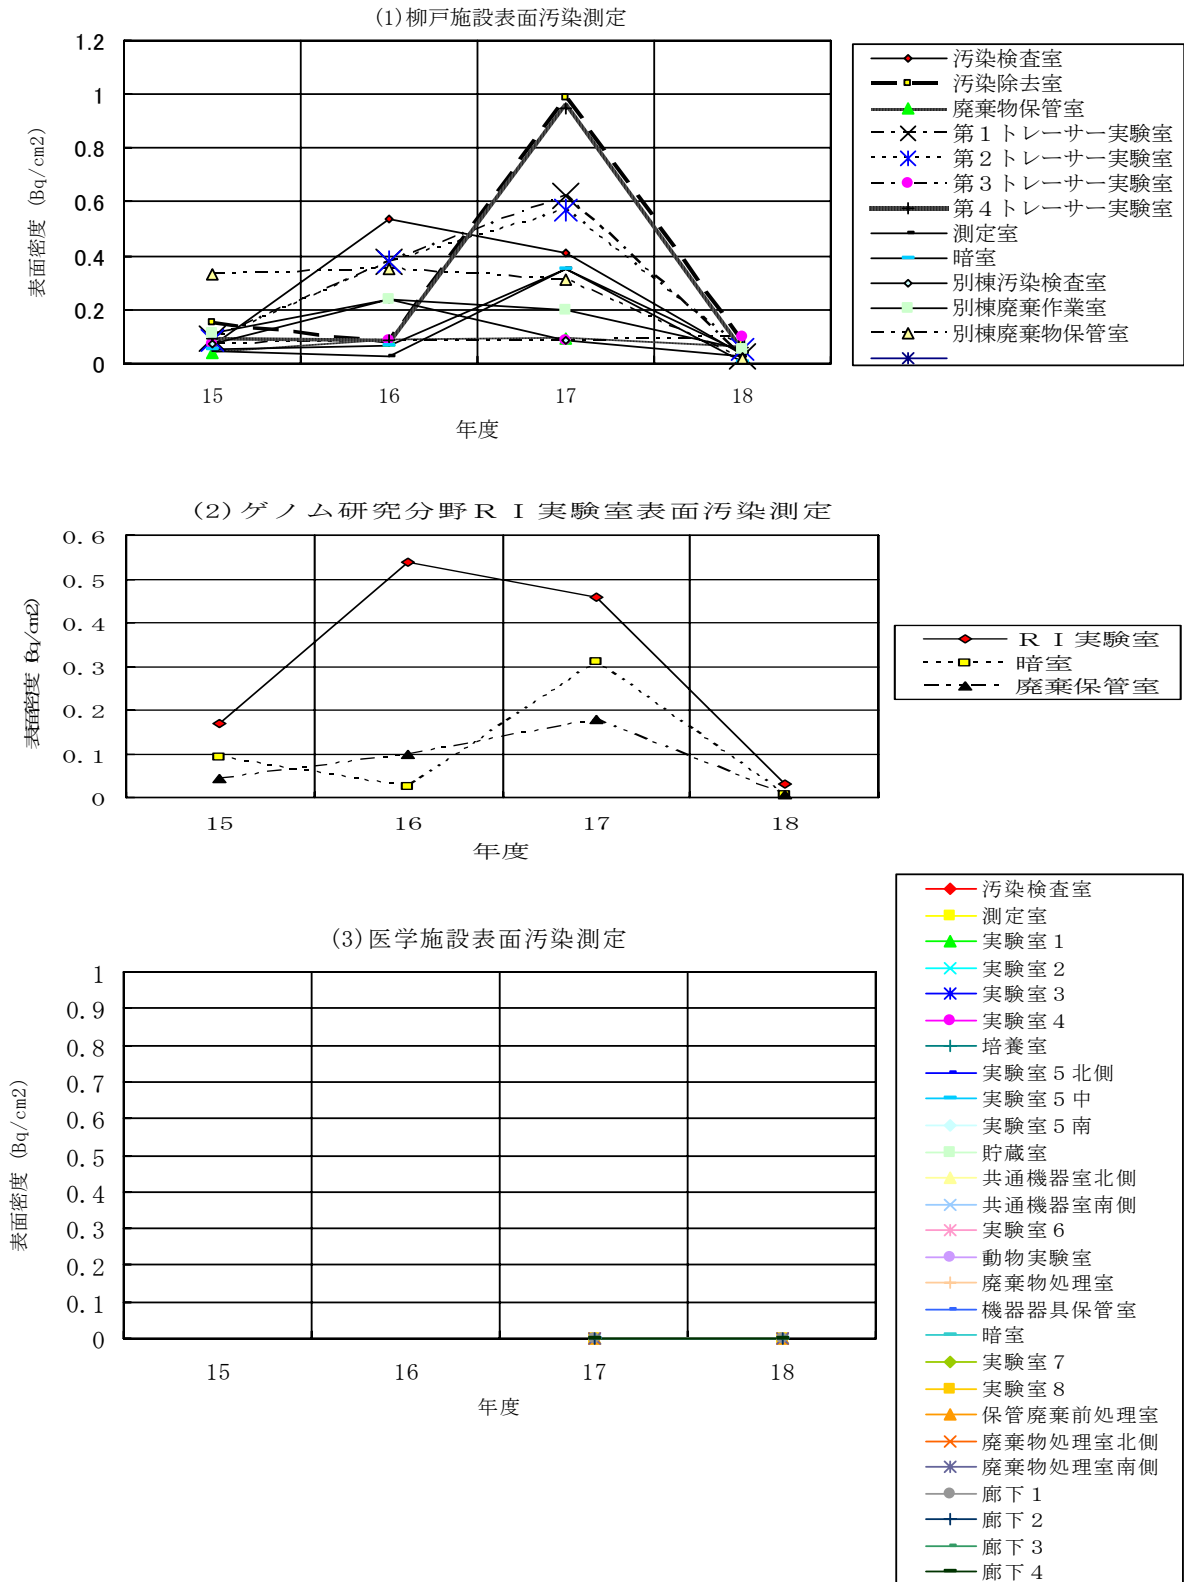 (1)柳戸施設表面汚染測定
1.2
1
0.8
0.6
0.4
0.2
0
表面密度 (Bq/cm2)
15
16
17
18
年度
汚染検査室
汚染除去室
廃棄物保管室
第１トレーサー実験室
第２トレーサー実験室
第３トレーサー実験室
第４トレーサー実験室
測定室
暗室
別棟汚染検査室
別棟廃棄作業室
別棟廃棄物保管室
(2)ゲノム研究分野ＲＩ実験室表面汚染測定
0.6
0.5
0.4
0.3
0.2
0.1
0
表面密度 (Bq/cm2)
15
16
17
18
年度
ＲＩ実験室
暗室
廃棄保管室
(3)医学施設表面汚染測定
1
0.9
0.8
0.7
0.6
0.5
0.4
0.3
0.2
0.1
0
表面密度 (Bq/cm2)
15
16
17
18
年度
汚染検査室
測定室
実験室１
実験室２
実験室３
実験室４
培養室
実験室５北側
実験室５中
実験室５南
貯蔵室
共通機器室北側
共通機器室南側
実験室６
動物実験室
廃棄物処理室
機器器具保管室
暗室
実験室７
実験室８
保管廃棄前処理室
廃棄物処理室北側
廃棄物処理室南側
廊下１
廊下２
廊下３
廊下４